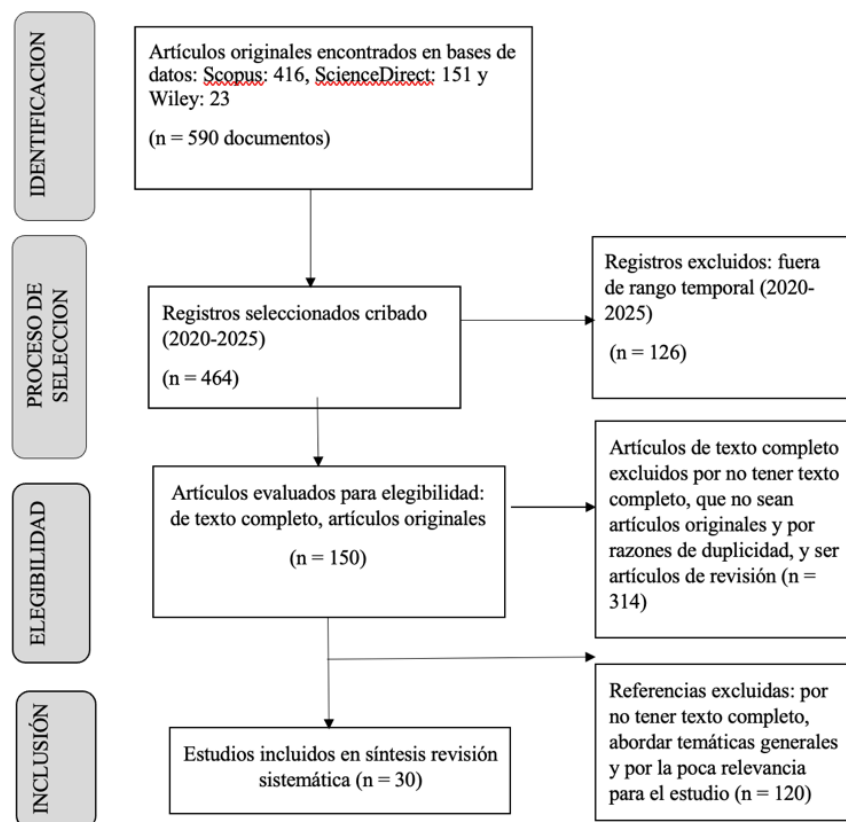 IDENTIFICACION
Artículos originales encontrados en bases de
datos: Scopus: 416, ScienceDirect: 151 y
Wiley: 23
(n = 590 documentos)
PROCESO DE
SELECCION
Registros seleccionados cribado
(2020-2025)
(n = 464)
Registros excluidos: fuera
de rango temporal (2020-
2025)
(n = 126)
ELEGIBILIDAD
Artículos evaluados para elegibilidad:
de texto completo, artículos originales
(n = 150)
Artículos de texto completo
excluidos por no tener texto
completo, que no sean
artículos originales y por
razones de duplicidad, y ser
artículos de revisión (n =
314)
INCLUSIÓN
Estudios incluidos en síntesis revisión
sistemática (n = 30)
Referencias excluidas: por
no tener texto completo,
abordar temáticas generales
y por la poca relevancia
para el estudio (n = 120)